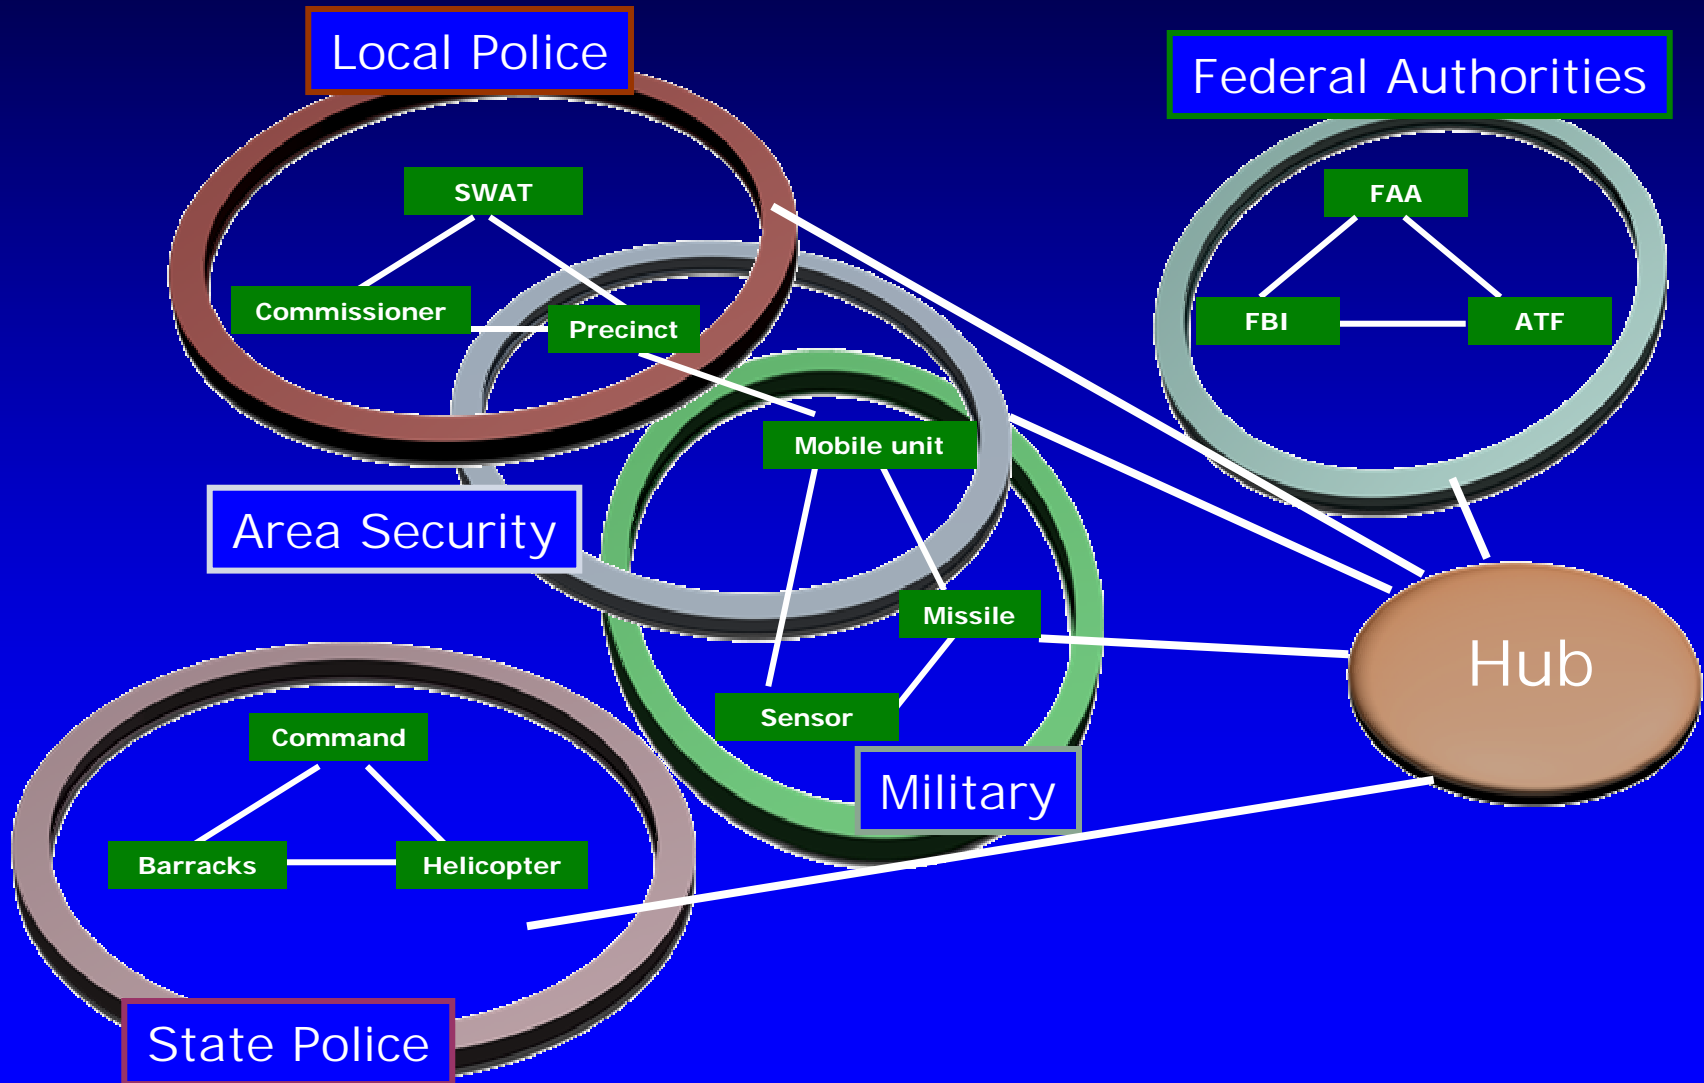 Local Police
Federal Authorities
SWAT
FAA
Commissioner
Precinct
FBI
ATF
Mobile unit
Area Security
Missile
Hub
Sensor
Command
Military
Barracks
Helicopter
State Police